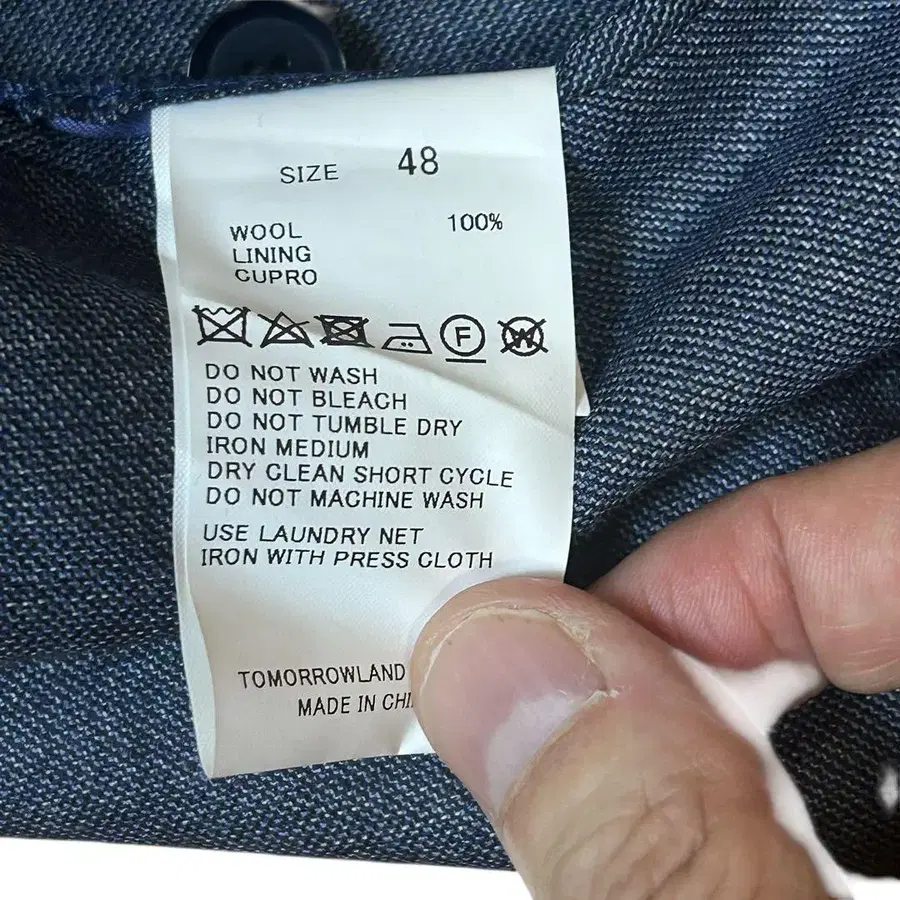 SIZE 48
WOOL 100%
LINING
CUPRO
F W
DO NOT WASH
DO NOT BLEACH
DO NOT TUMBLE DRY
IRON MEDIUM
DRY CLEAN SHORT CYCLE
DO NOT MACHINE WASH
USE LAUNDRY NET
IRON WITH PRESS CLOTH
TOMORROWLAND
MADE IN